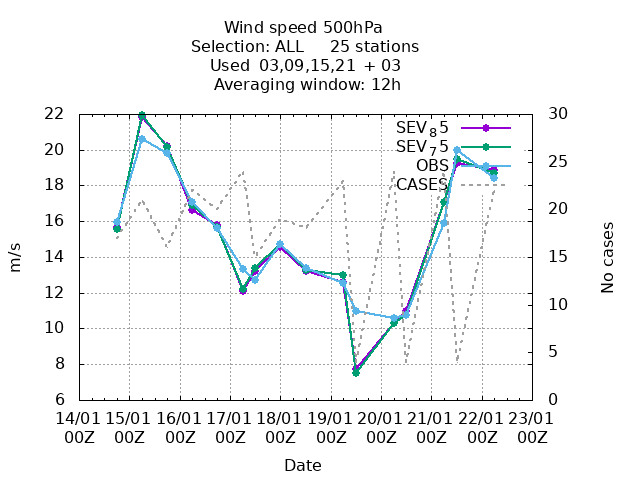 Wind speed 500hPa
Selection: ALL     25 stations
Used 03,09,15,21 + 03
Averaging window: 12h
SEV₈5
SEV₇5
OBS
CASES
22
20
18
16
14
12
10
8
6
m/s
30
25
20
15
10
5
0
No cases
14/01 15/01 16/01 17/01 18/01 19/01 20/01 21/01 22/01 23/01
00Z 00Z 00Z 00Z 00Z 00Z 00Z 00Z 00Z 00Z
Date